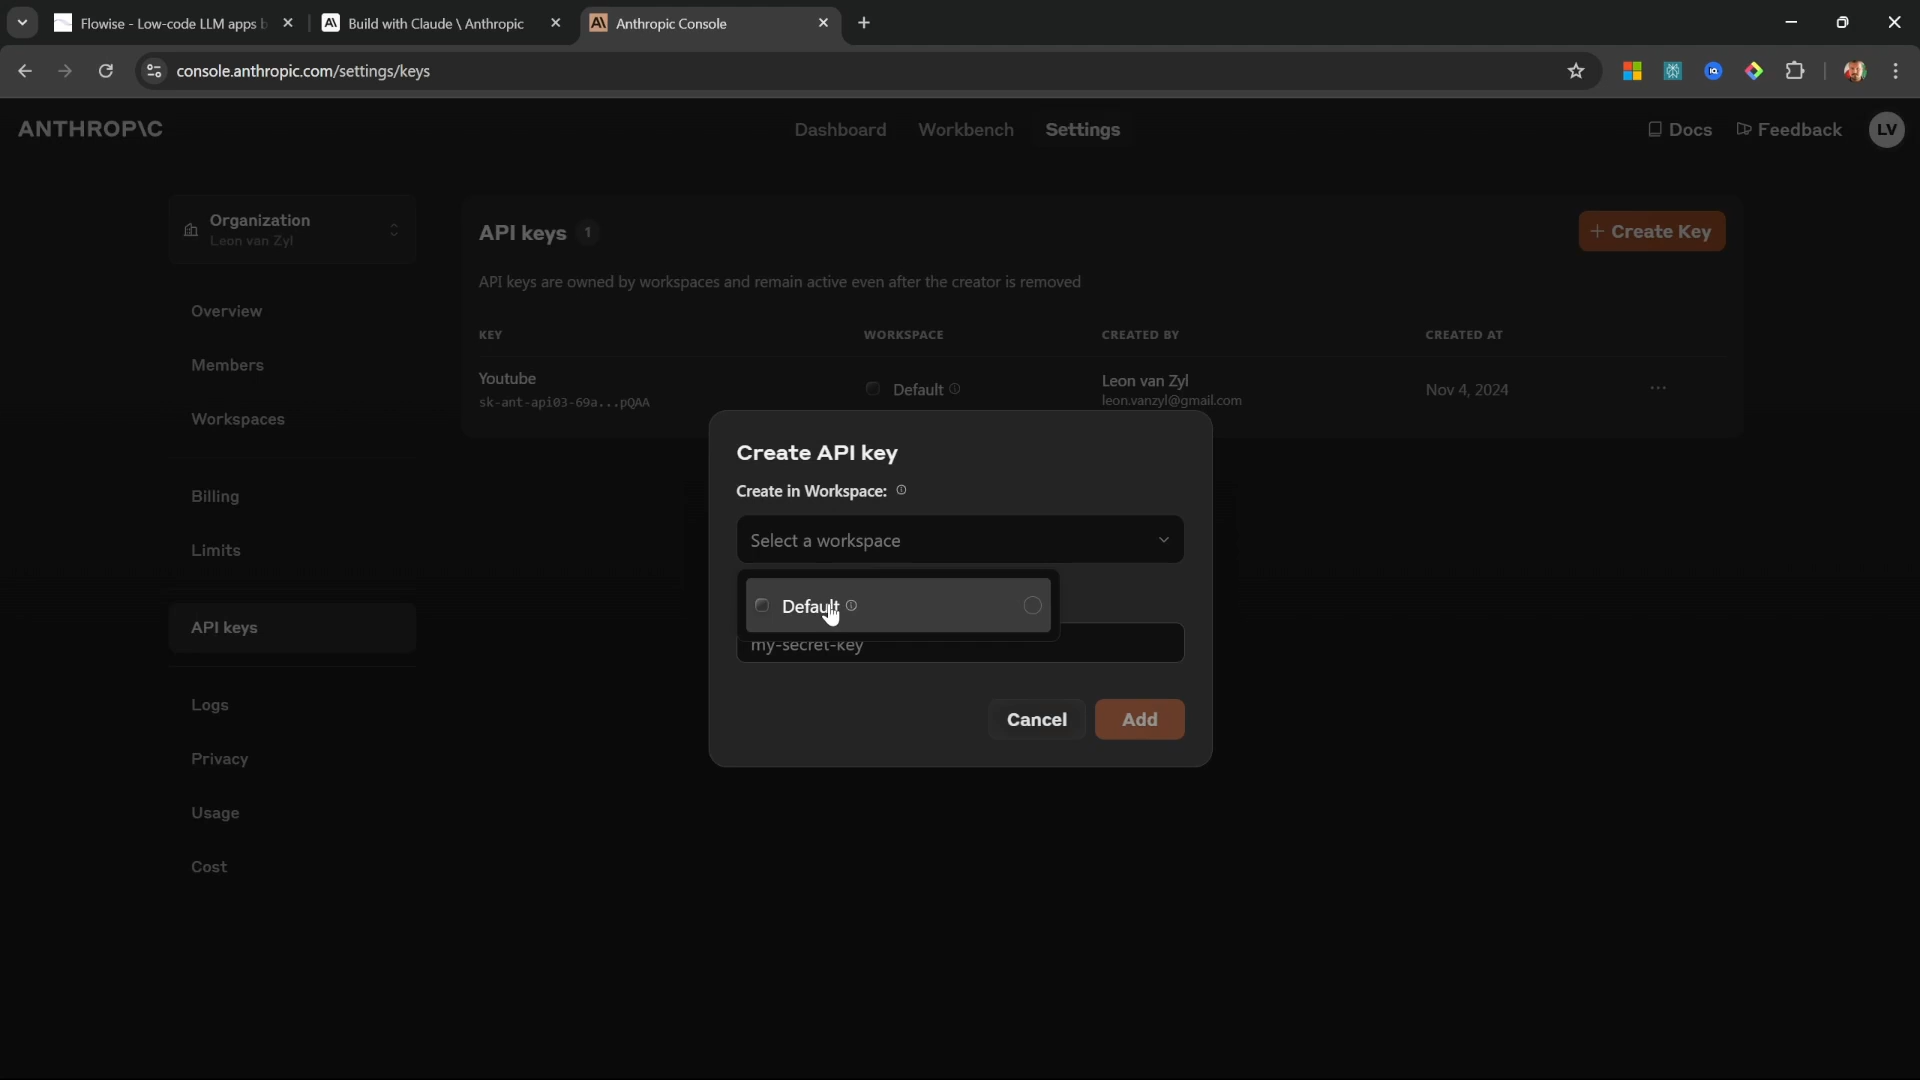 Flowise - Low-code LLM apps b
Build with Claude \ Anthropic
Anthropic Console
console.anthropic.com/settings/keys
ANTHROP\C
Dashboard
Workbench
Settings
Docs
Feedback
LV
Organization
Leon van Zyl
Overview
Members
Workspaces
Billing
Limits
API keys
Logs
Privacy
Usage
Cost
API keys 1
+ Create Key
API keys are owned by workspaces and remain active even after the creator is removed
KEY WORKSPACE CREATED BY CREATED AT
Youtube
sk-ant-api03-69a...pQAA
Default
Leon van Zyl
leon.vanzyl@gmail.com
Nov 4, 2024
Create API key
Create in Workspace:
Select a workspace
Default
my-secret-key
Cancel
Add